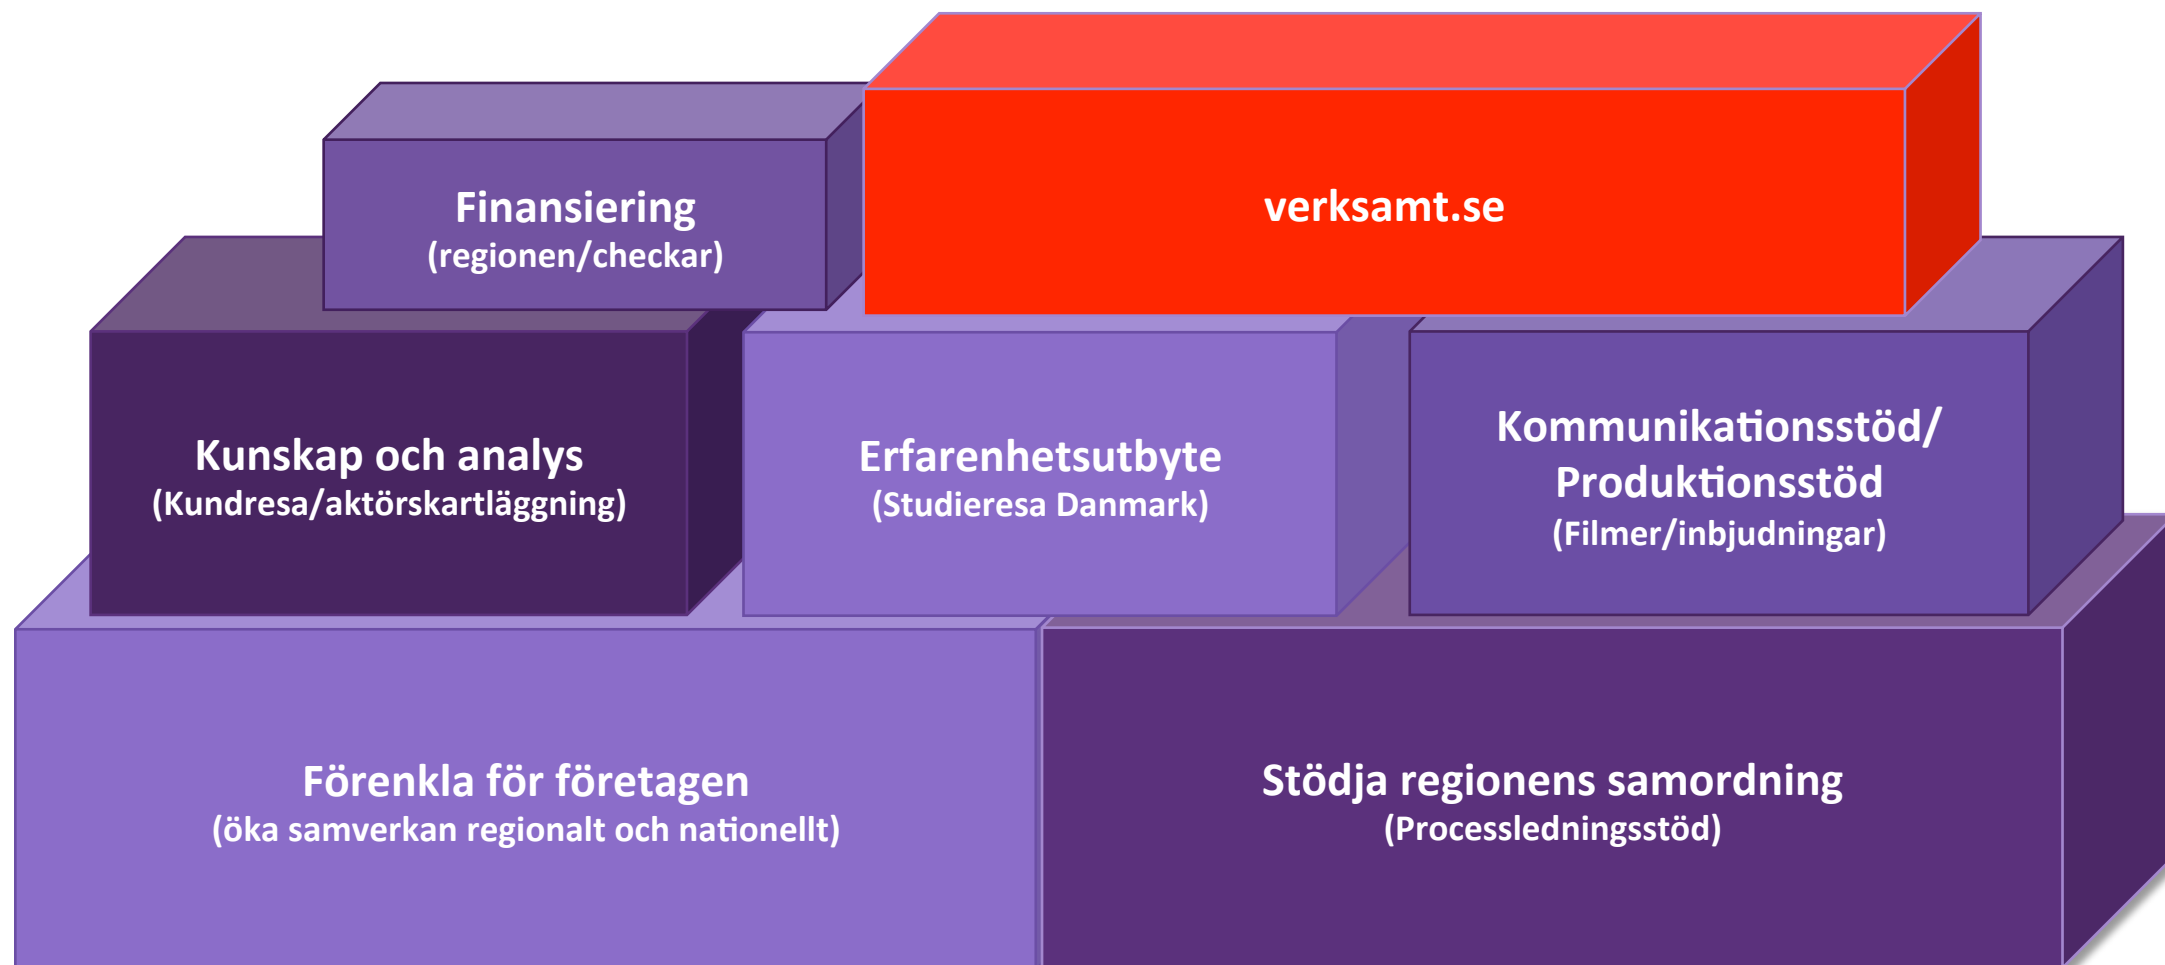 Finansiering
(regionen/checkar)
verksamt.se
Kunskap och analys
(Kundresa/aktörskartläggning)
Erfarenhetsutbyte
(Studieresa Danmark)
Kommunikationsstöd/
Produktionsstöd
(Filmer/inbjudningar)
Förenkla för företagen
(öka samverkan regionalt och nationellt)
Stödja regionens samordning
(Processledningsstöd)